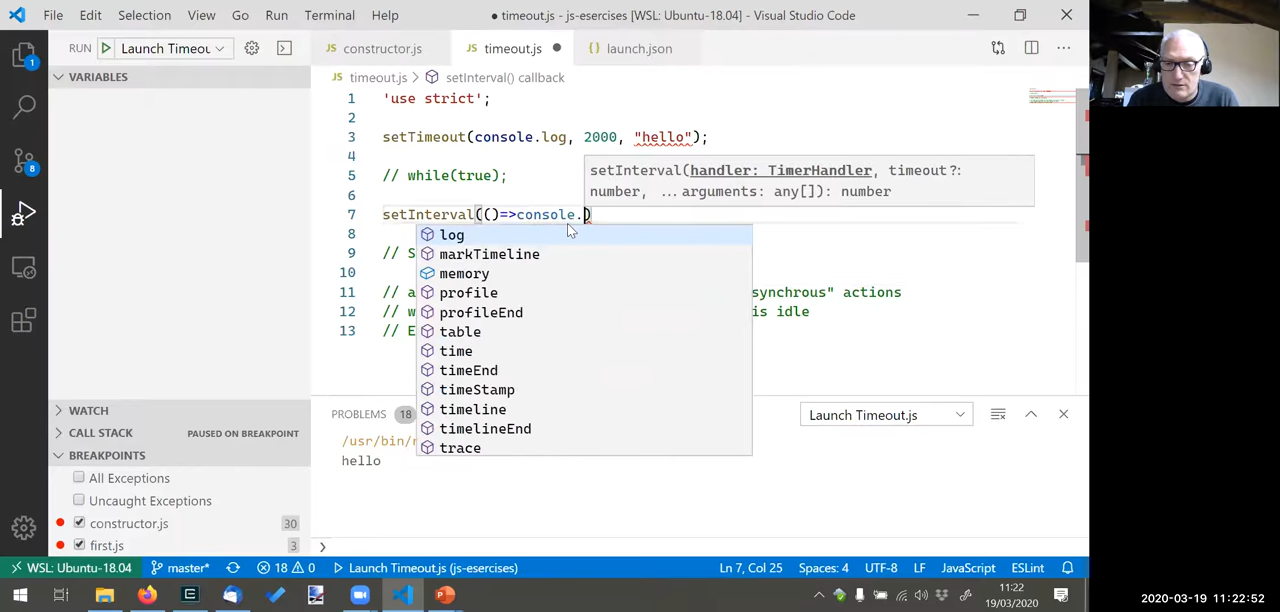 File Edit Selection View Go Run Terminal Help
● timeout.js - js-esercises [WSL: Ubuntu-18.04] - Visual Studio Code
RUN Launch Timeou
JS constructor.js JS timeout.js ● {} launch.json ···
1
VARIABLES
JS timeout.js > setInterval() callback
1 'use strict';
2
3 setTimeout(console.log, 2000, "hello");
4
5 // while(true);
6
setInterval(handler: TimerHandler, timeout?:
number, ...arguments: any[]): number
7 setInterval(()=>console.)
8
log
markTimeline
memory
profile
profileEnd
table
time
timeEnd
timeStamp
timeline
timelineEnd
trace
9 // S
10
11 // a synchrous" actions
12 // w is idle
13 // E
8
WATCH
CALL STACK PAUSED ON BREAKPOINT
BREAKPOINTS
All Exceptions
Uncaught Exceptions
constructor.js 30
first.js 3
PROBLEMS 18
Launch Timeout.js
/usr/bin/
hello
>
WSL: Ubuntu-18.04 master* 18 0 Launch Timeout.js (js-esercises)
Ln 7, Col 25 Spaces: 4 UTF-8 LF JavaScript ESLint
11:22
19/03/2020
2020-03-19 11:22:52